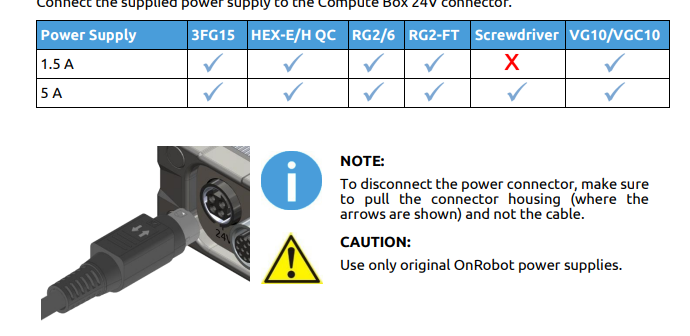 Connect the supplied power supply to the Compute Box 24V connector.
Power Supply 3FG15 HEX-E/H QC RG2/6 RG2-FT Screwdriver VG10/VGC10
1.5 A ✓ ✓ ✓ ✓ X ✓
5 A ✓ ✓ ✓ ✓ ✓ ✓
NOTE:
To disconnect the power connector, make sure
to pull the connector housing (where the
arrows are shown) and not the cable.
24V
CAUTION:
Use only original OnRobot power supplies.